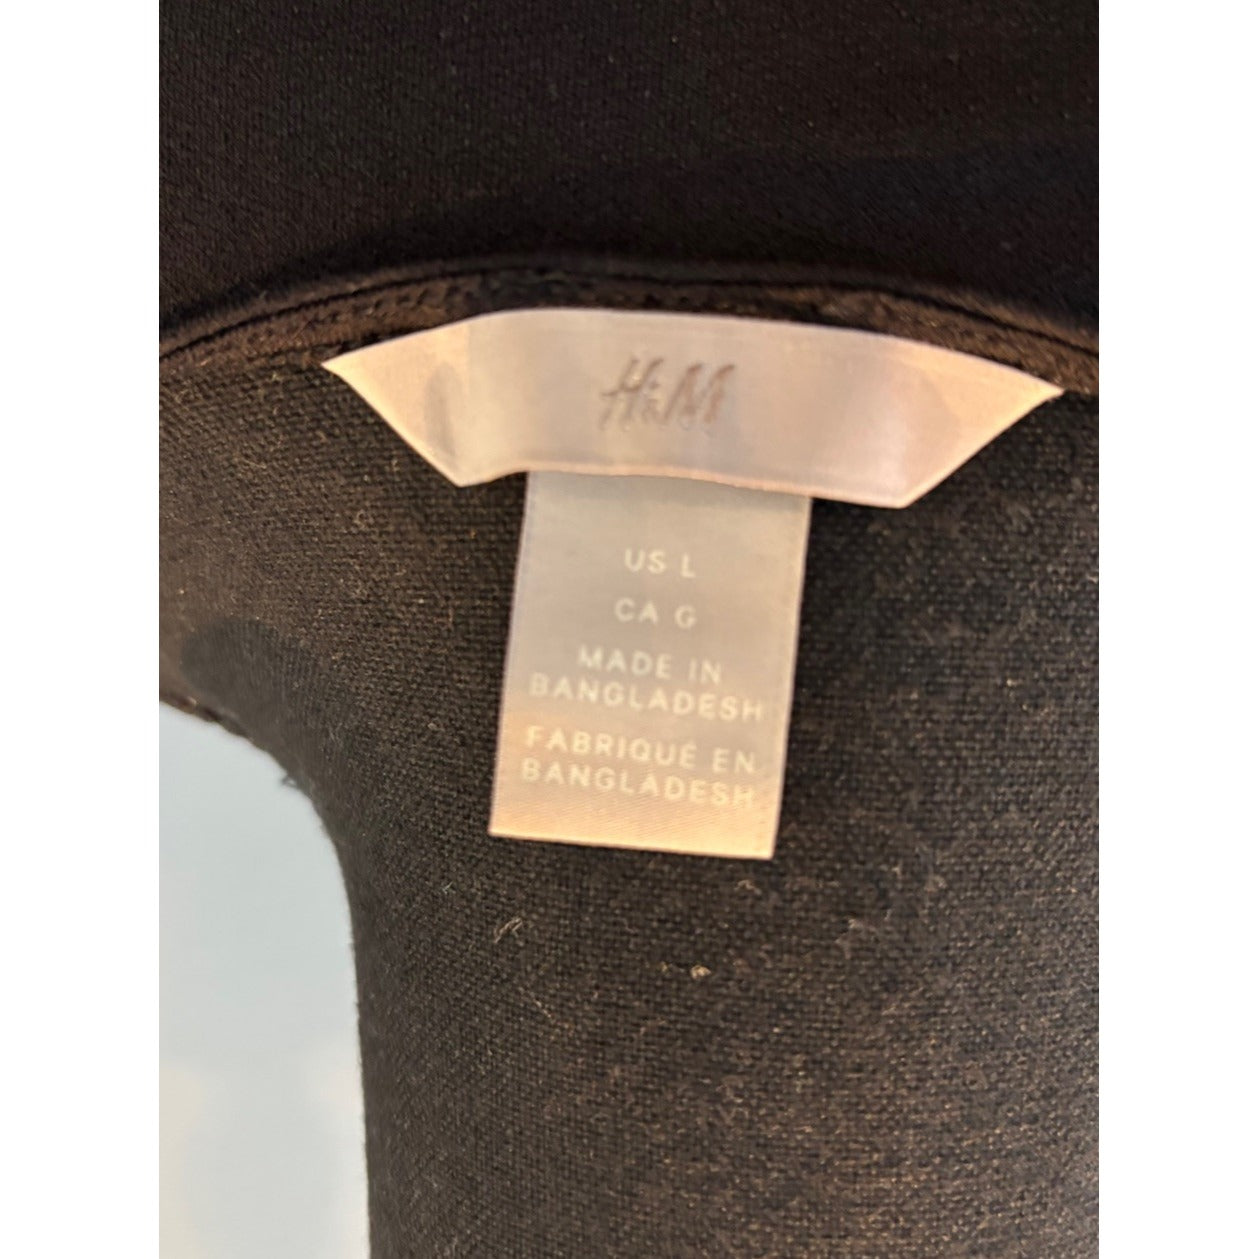 H&M
US L
CA G
MADE IN
BANGLADESH
FABRIQUÉ EN
BANGLADESH